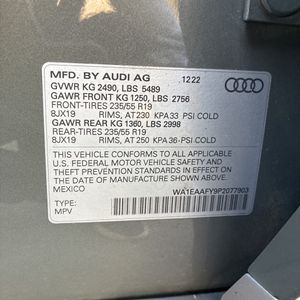 MFD. BY AUDI AG 12/22
GVWR KG 2490, LBS 5489
GAWR FRONT KG 1250, LBS 2756
FRONT-TIRES 235/55 R19
8JX19 RIMS, AT 230 KPA 33 PSI COLD
GAWR REAR KG 1360, LBS 2998
REAR-TIRES 235/55 R19
8JX19 RIMS, AT 250 KPA 36 PSI COLD
THIS VEHICLE CONFORMS TO ALL APPLICABLE
U.S. FEDERAL MOTOR VEHICLE SAFETY AND
THEFT PREVENTION STANDARDS IN EFFECT
ON THE DATE OF MANUFACTURE SHOWN ABOVE.
MEXICO WA1EAAFY9P2077903
TYPE:
MPV